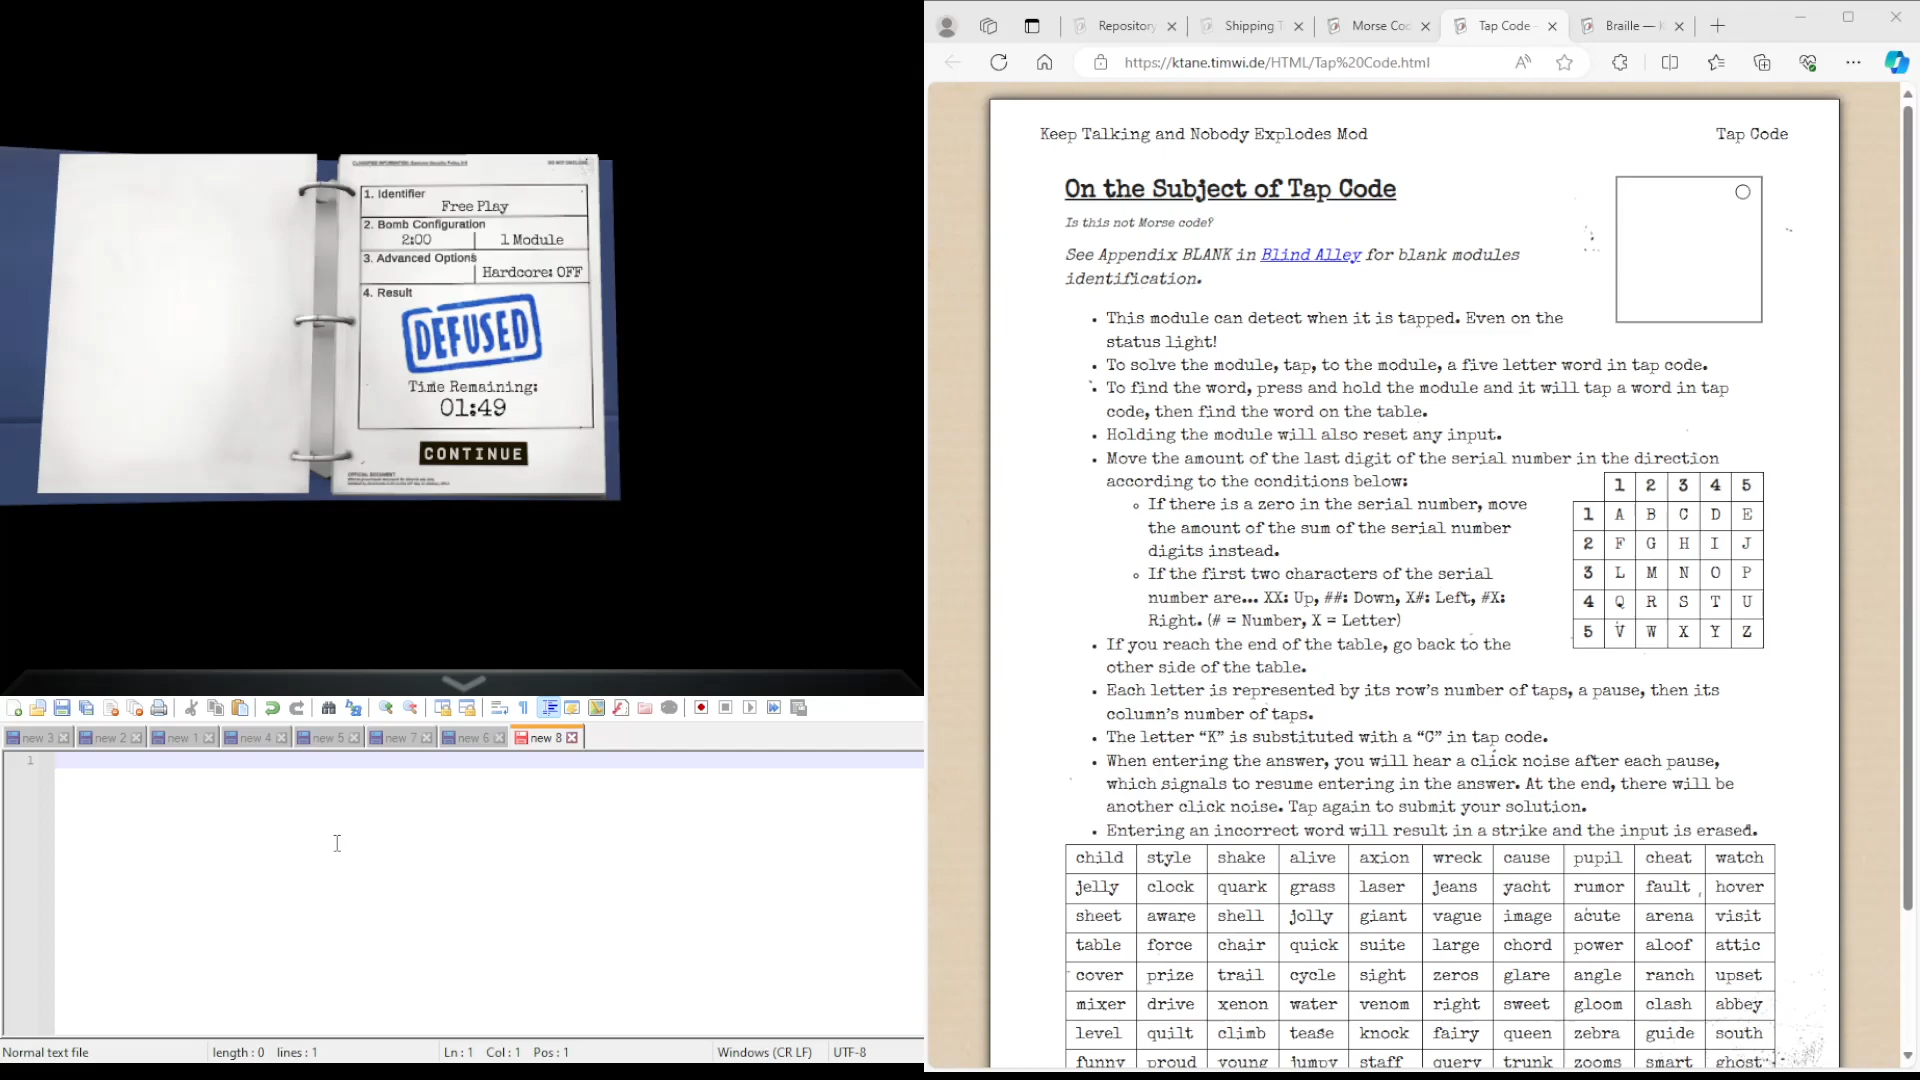 1. Identifier
Free Play
2. Bomb Configuration
2:00 1 Module
3. Advanced Options
Hardcore: OFF
4. Result
DEFUSED
Time Remaining:
01:49
CONTINUE
new 3 new 2 new 1 new 4 new 5 new 7 new 6 new 8
1
Normal text file length : 0 lines : 1 Ln : 1 Col : 1 Pos : 1 Windows (CR LF) UTF-8
Repository Shipping T Morse Co Tap Code - Braille —
https://ktane.timwi.de/HTML/Tap%20Code.html
Keep Talking and Nobody Explodes Mod Tap Code
On the Subject of Tap Code
Is this not Morse code?
See Appendix BLANK in Blind Alley for blank modules
identification.
• This module can detect when it is tapped. Even on the
status light!
• To solve the module, tap, to the module, a five letter word in tap code.
• To find the word, press and hold the module and it will tap a word in tap
code, then find the word on the table.
• Holding the module will also reset any input.
• Move the amount of the last digit of the serial number in the direction
according to the conditions below:
◦ If there is a zero in the serial number, move
the amount of the sum of the serial number
digits instead.
◦ If the first two characters of the serial
number are... XX: Up, ##: Down, X#: Left, #X:
Right. (# = Number, X = Letter)
1 2 3 4 5
1 A B C D E
2 F G H I J
3 L M N O P
4 Q R S T U
5 V W X Y Z
• If you reach the end of the table, go back to the
other side of the table.
• Each letter is represented by its row's number of taps, a pause, then its
column's number of taps.
• The letter “K” is substituted with a “C” in tap code.
• When entering the answer, you will hear a click noise after each pause,
which signals to resume entering in the answer. At the end, there will be
another click noise. Tap again to submit your solution.
• Entering an incorrect word will result in a strike and the input is erased.
child style shake alive axion wreck cause pupil cheat watch
jelly clock quark grass laser jeans yacht rumor fault hover
sheet aware shell jolly giant vague image acute arena visit
table force chair quick suite large chord power aloof attic
cover prize trail cycle sight zeros glare angle ranch upset
mixer drive xenon water venom right sweet gloom clash abbey
level quilt climb tease knock fairy queen zebra guide south
funny proud young jumpy staff query trunk zooms smart ghost